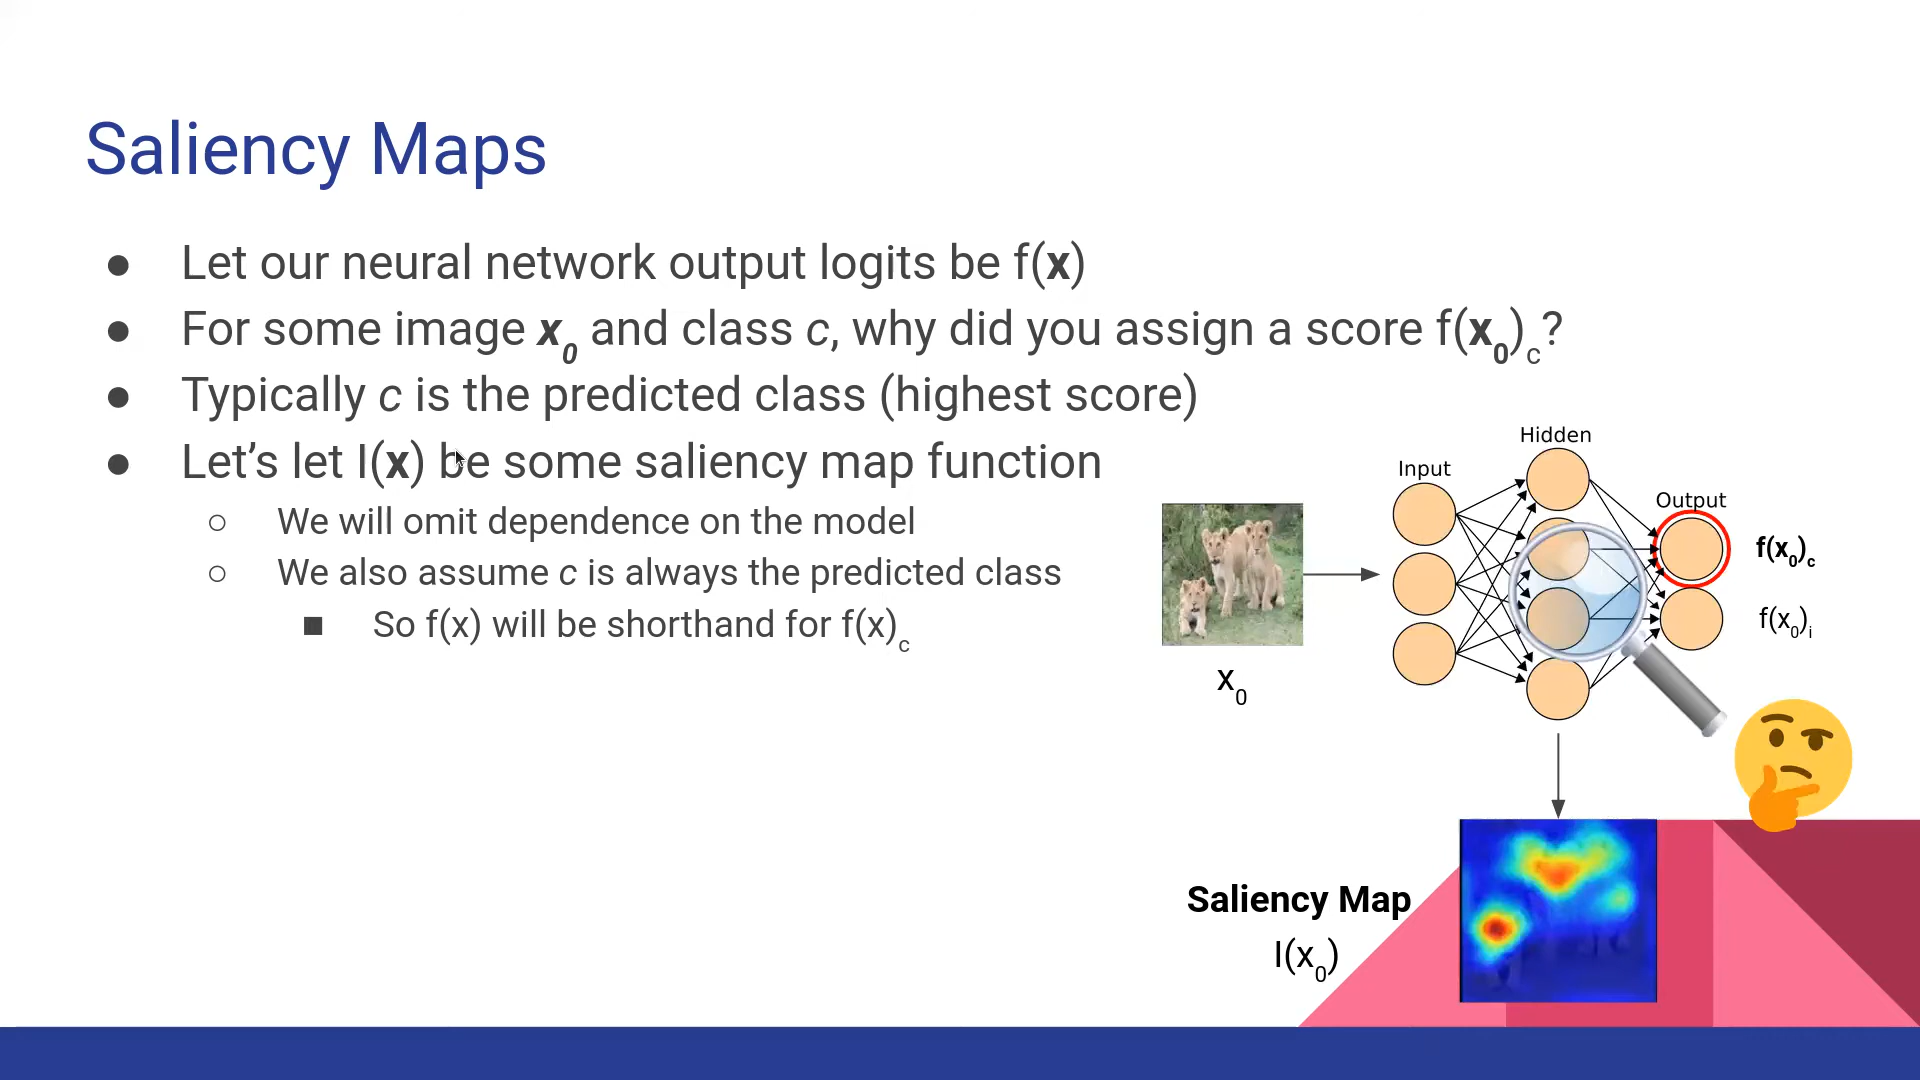 Saliency Maps
● Let our neural network output logits be f(x)
● For some image x₀ and class c, why did you assign a score f(x₀)c?
● Typically c is the predicted class (highest score)
● Let’s let I(x) be some saliency map function
○ We will omit dependence on the model
○ We also assume c is always the predicted class
■ So f(x) will be shorthand for f(x)c
Hidden
Input
Output
f(x₀)c
f(x₀)i
x₀
Saliency Map
I(x₀)